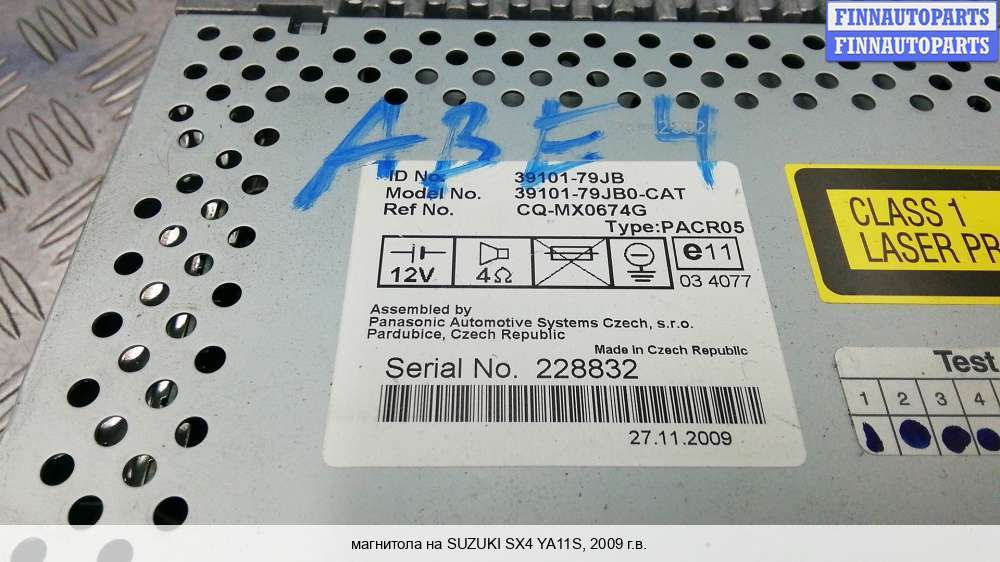 FINNAUTOPARTS
FINNAUTOPARTS
ABE4
ID No. 39101-79JB
Model No. 39101-79JB0-CAT
Ref No. CQ-MX0674G
Type:PACR05
12V 4Ω e11
03 4077
CLASS 1
LASER PR
Assembled by
Panasonic Automotive Systems Czech, s.r.o.
Pardubice, Czech Republic
Made in Czech Republic
Serial No. 228832
27.11.2009
Test
1 2 3 4
магнитола на SUZUKI SX4 YA11S, 2009 г.в.